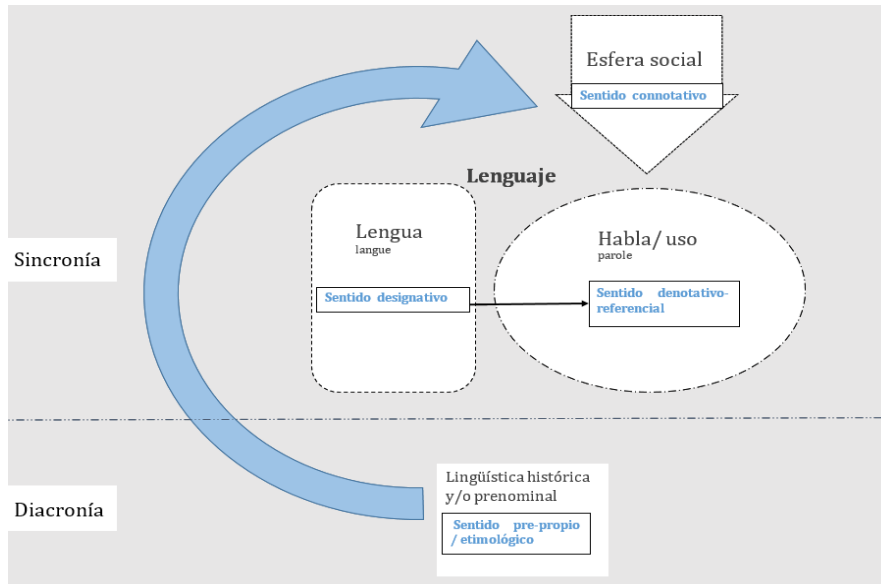 Esfera social
Sentido connotativo
Lenguaje
Lengua
langue
Habla/ uso
parole
Sincronía
Sentido designativo
Sentido denotativo-
referencial
Lingüística histórica
y/o prenominal
Diacronía
Sentido pre-propio
/ etimológico